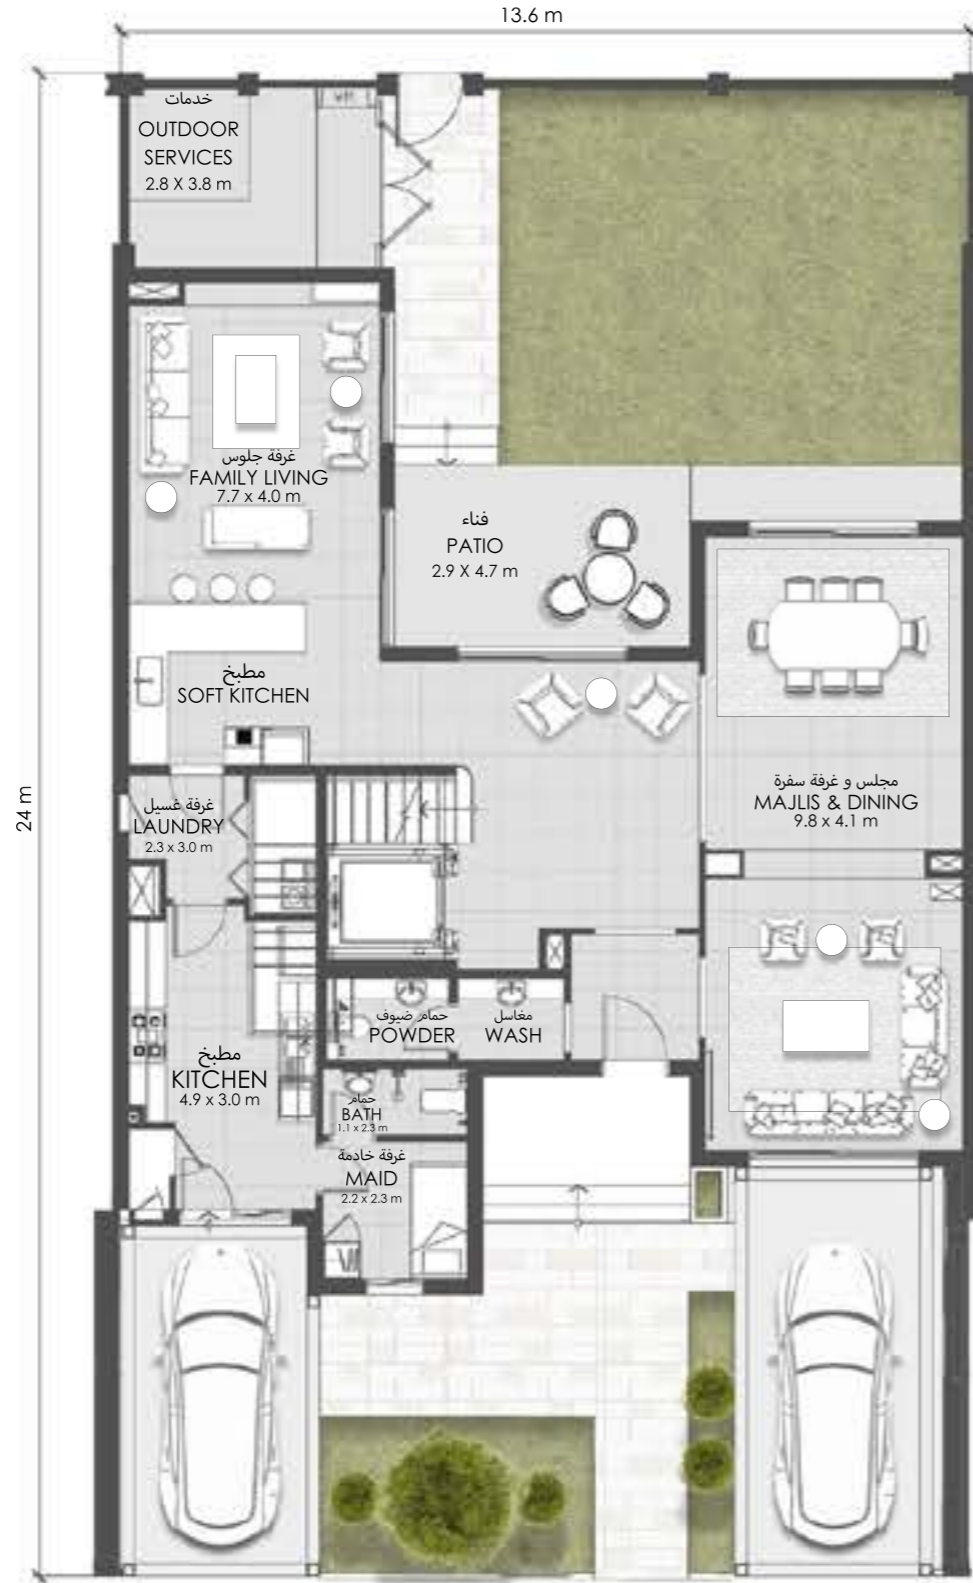 13.6 m
24 m
خدمات
OUTDOOR
SERVICES
2.8 X 3.8 m
غرفة جلوس
FAMILY LIVING
7.7 x 4.0 m
فناء
PATIO
2.9 X 4.7 m
مطبخ
SOFT KITCHEN
مجلس و غرفة سفرة
MAJLIS & DINING
9.8 x 4.1 m
غرفة غسيل
LAUNDRY
2.3 x 3.0 m
حمام ضيوف
POWDER
مغاسل
WASH
مطبخ
KITCHEN
4.9 x 3.0 m
حمام
BATH
1.1 x 2.3 m
غرفة خادمة
MAID
2.2 x 2.3 m